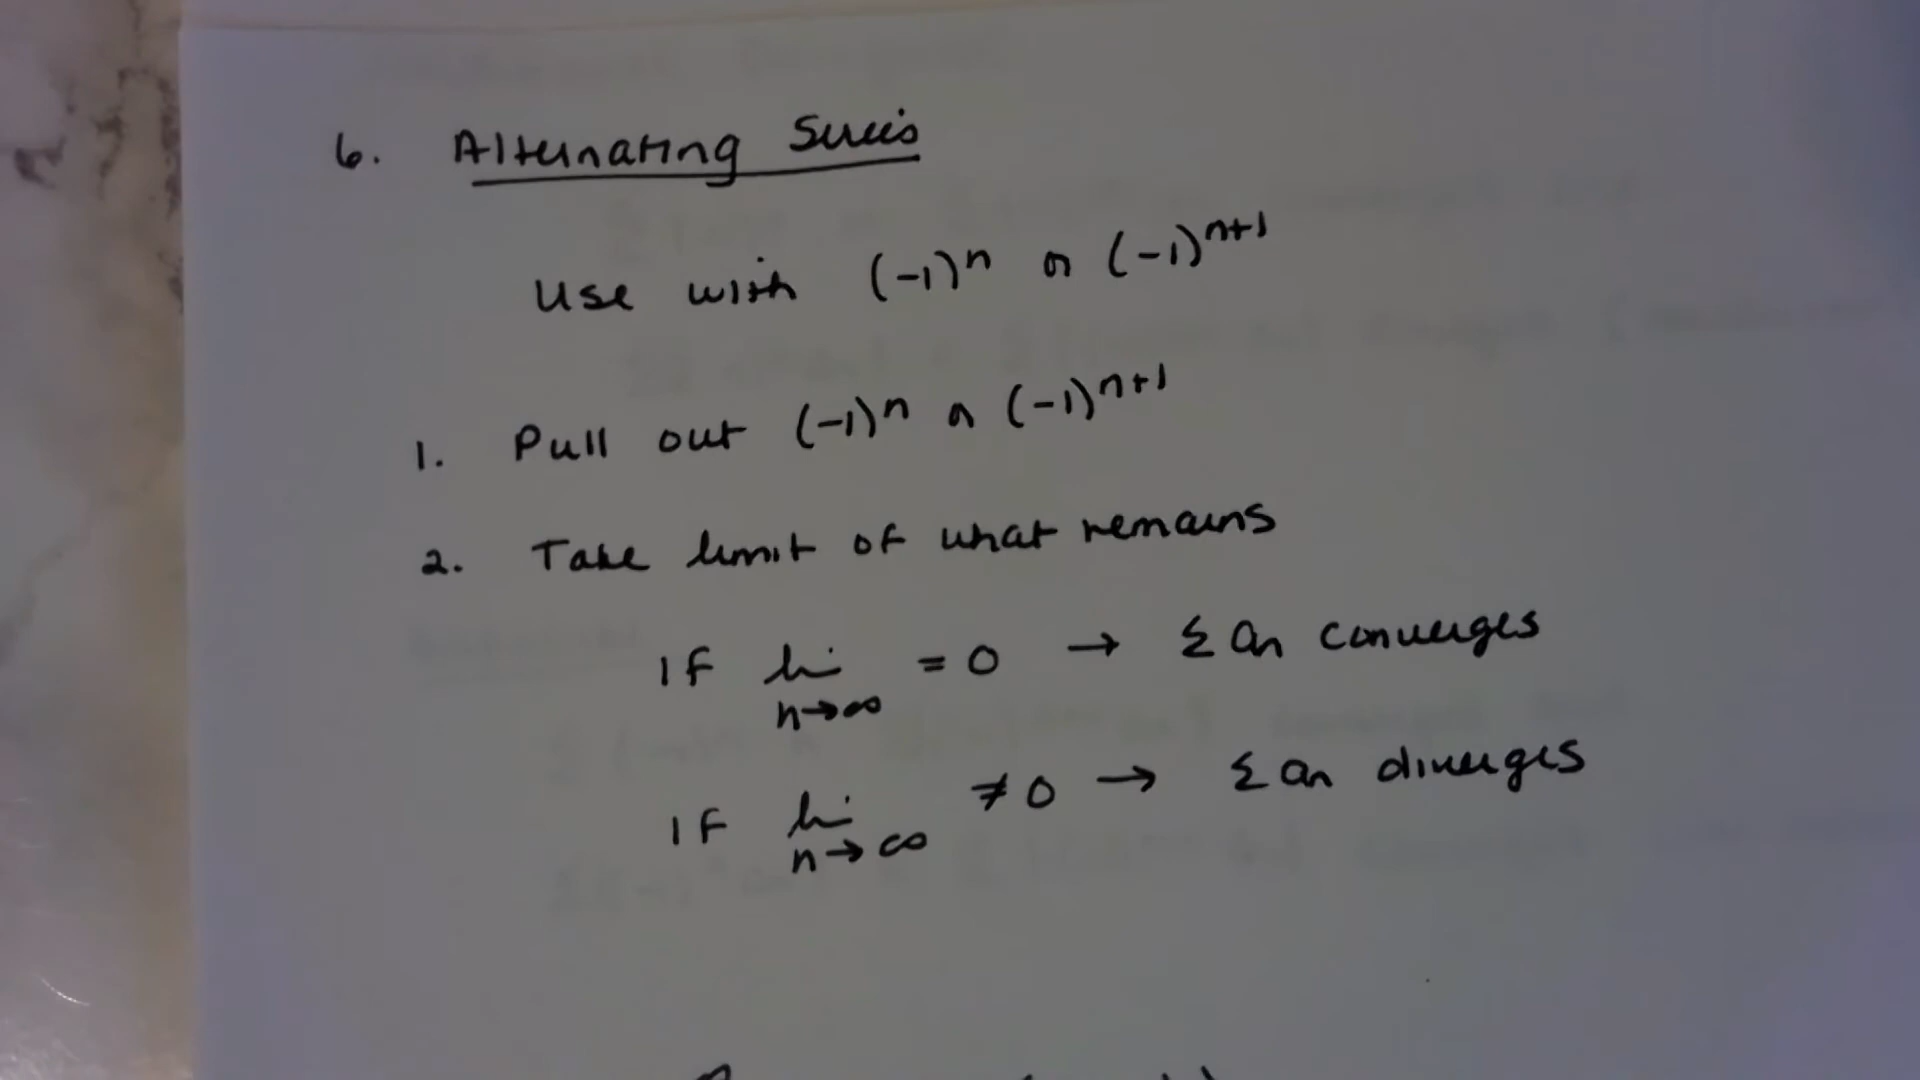 6. Alternating Series
Use with (-1)^n or (-1)^{n+1}
1. Pull out (-1)^n or (-1)^{n+1}
2. Take limit of what remains
IF lim n→∞ = 0 → Σ an converges
IF lim n→∞ ≠ 0 → Σ an diverges